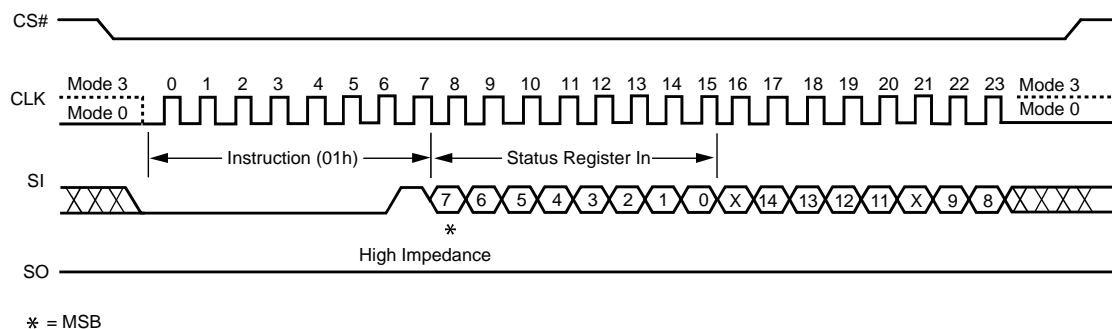 CS#
Mode 3 0 1 2 3 4 5 6 7 8 9 10 11 12 13 14 15 16 17 18 19 20 21 22 23 Mode 3
CLK Mode 0 Mode 0
Instruction (01h) Status Register In
SI
7 6 5 4 3 2 1 0 X 14 13 12 11 X 9 8
*
High Impedance
SO
* = MSB